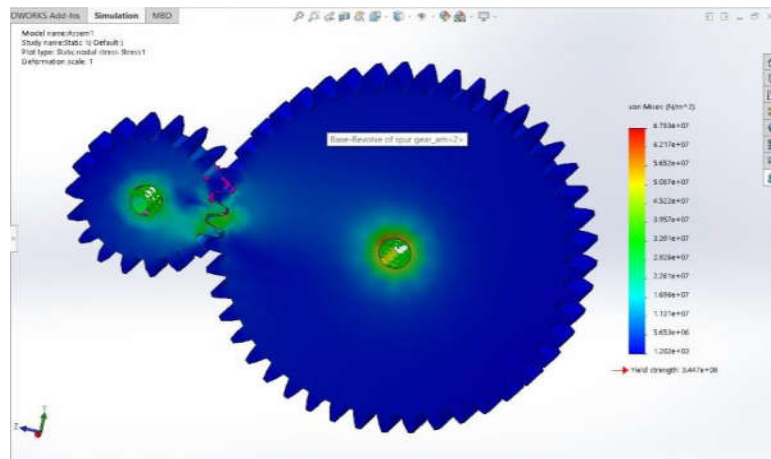 OWORKS Add-Ins Simulation MBD
Model name:Assem1
Study name:Static 1(-Default-)
Plot type: Static nodal stress Stress1
Deformation scale: 1
Base-Revolve of spur gear_am<2>
von Mises (N/m^2)
6.783e+07
6.217e+07
5.652e+07
5.087e+07
4.522e+07
3.957e+07
3.391e+07
2.826e+07
2.261e+07
1.696e+07
1.131e+07
5.653e+06
1.202e+03
Yield strength: 3.447e+08
Y
Z